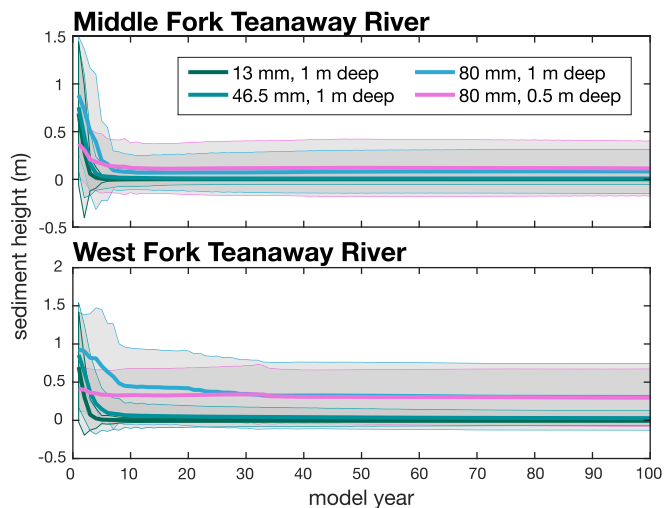 Middle Fork Teanaway River
1.5
13 mm, 1 m deep 80 mm, 1 m deep
46.5 mm, 1 m deep 80 mm, 0.5 m deep
1
0.5
0
-0.5
sediment height (m)
West Fork Teanaway River
2
1.5
1
0.5
0
-0.5
0 10 20 30 40 50 60 70 80 90 100
model year